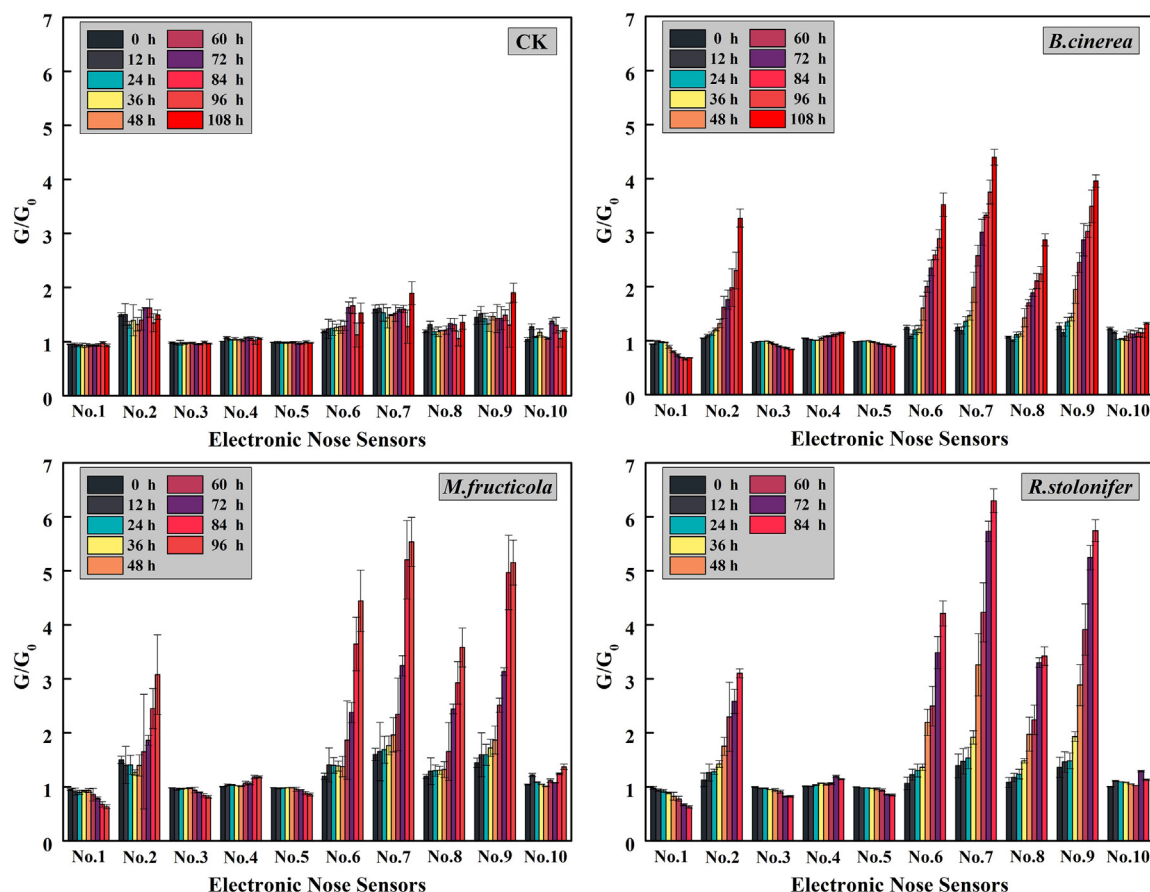 CK
0 h
12 h
24 h
36 h
48 h
60 h
72 h
84 h
96 h
108 h
7
6
5
4
3
2
1
0
G/G0
No.1 No.2 No.3 No.4 No.5 No.6 No.7 No.8 No.9 No.10
Electronic Nose Sensors
B.cinerea
0 h
12 h
24 h
36 h
48 h
60 h
72 h
84 h
96 h
108 h
7
6
5
4
3
2
1
0
G/G0
No.1 No.2 No.3 No.4 No.5 No.6 No.7 No.8 No.9 No.10
Electronic Nose Sensors
M.fructicola
0 h
12 h
24 h
36 h
48 h
60 h
72 h
84 h
96 h
7
6
5
4
3
2
1
0
G/G0
No.1 No.2 No.3 No.4 No.5 No.6 No.7 No.8 No.9 No.10
Electronic Nose Sensors
R.stolonifer
0 h
12 h
24 h
36 h
48 h
60 h
72 h
84 h
7
6
5
4
3
2
1
0
G/G0
No.1 No.2 No.3 No.4 No.5 No.6 No.7 No.8 No.9 No.10
Electronic Nose Sensors